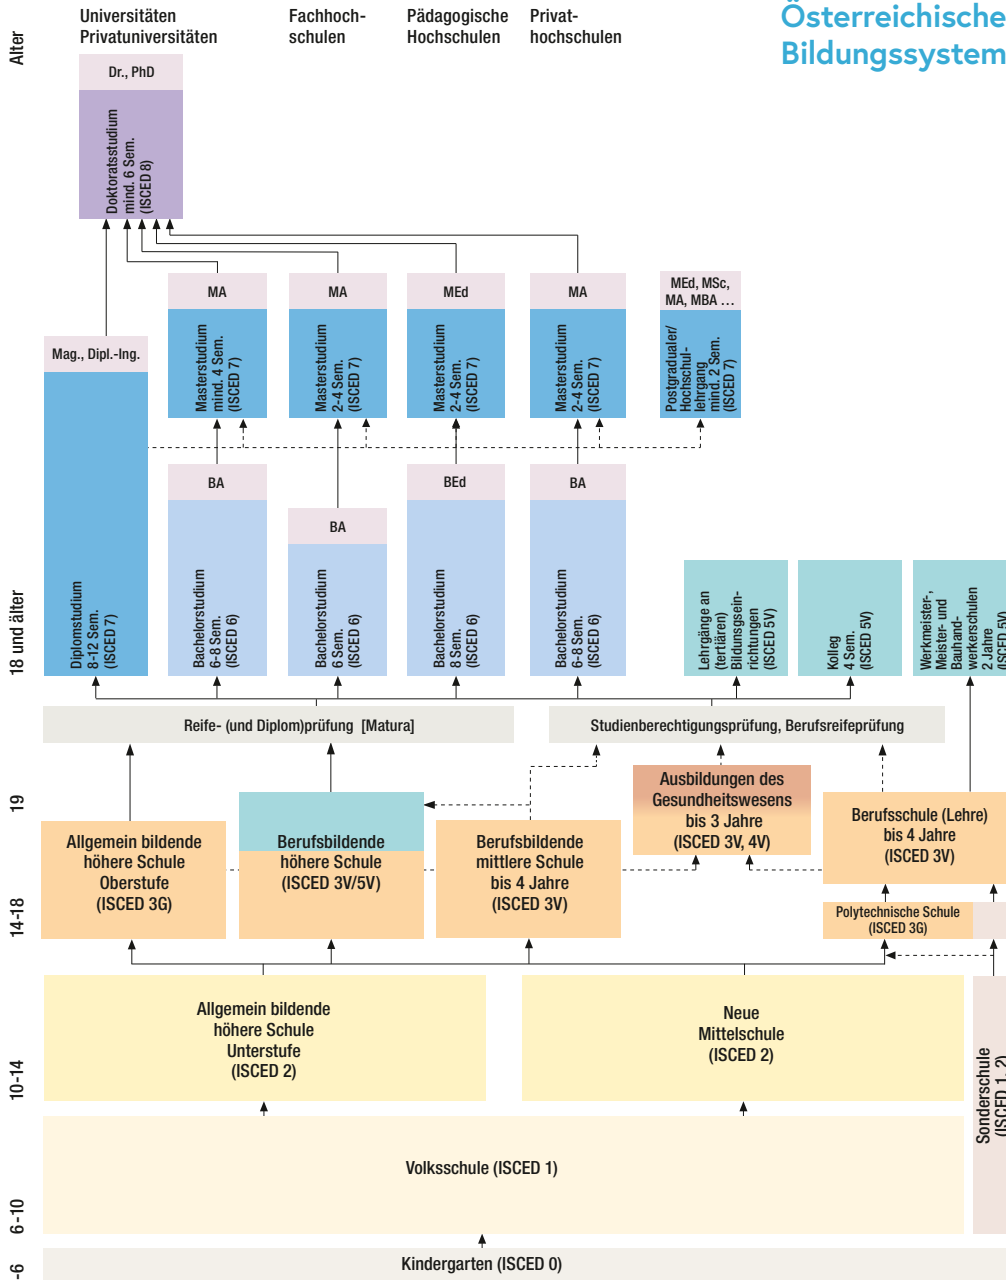 Österreichische
Bildungssystem
Alter
Universitäten
Privatuniversitäten
Fachhoch-
schulen
Pädagogische
Hochschulen
Privat-
hochschulen
Dr., PhD
Doktoratsstudium
mind. 6 Sem.
(ISCED 8)
Mag., Dipl.-Ing.
MA
MA
MEd
MA
MEd, MSc,
MA, MBA …
Masterstudium
mind. 4 Sem.
(ISCED 7)
Masterstudium
2-4 Sem.
(ISCED 7)
Masterstudium
2-4 Sem.
(ISCED 7)
Masterstudium
2-4 Sem.
(ISCED 7)
Postgradualer/
Hochschul-
lehrgang
mind. 2 Sem.
(ISCED 7)
BA
BA
BEd
BA
18 und älter
Diplomstudium
8-12 Sem.
(ISCED 7)
Bachelorstudium
6-8 Sem.
(ISCED 6)
Bachelorstudium
6 Sem.
(ISCED 6)
Bachelorstudium
8 Sem.
(ISCED 6)
Bachelorstudium
6-8 Sem.
(ISCED 6)
Lehrgänge an
(tertiären)
Bildungsein-
richtungen
(ISCED 5V)
Kolleg
4 Sem.
(ISCED 5V)
Werkmeister-,
Meister- und
Bauhand-
werkerschulen
2 Jahre
(ISCED 5V)
Reife- (und Diplom)prüfung [Matura]
Studienberechtigungsprüfung, Berufsreifeprüfung
19
14-18
Allgemein bildende
höhere Schule
Oberstufe
(ISCED 3G)
Berufsbildende
höhere Schule
(ISCED 3V/5V)
Berufsbildende
mittlere Schule
bis 4 Jahre
(ISCED 3V)
Ausbildungen des
Gesundheitswesens
bis 3 Jahre
(ISCED 3V, 4V)
Berufsschule (Lehre)
bis 4 Jahre
(ISCED 3V)
Polytechnische Schule
(ISCED 3G)
10-14
Allgemein bildende
höhere Schule
Unterstufe
(ISCED 2)
Neue
Mittelschule
(ISCED 2)
Sonderschule
(ISCED 1, 2)
6-10
Volksschule (ISCED 1)
-6
Kindergarten (ISCED 0)